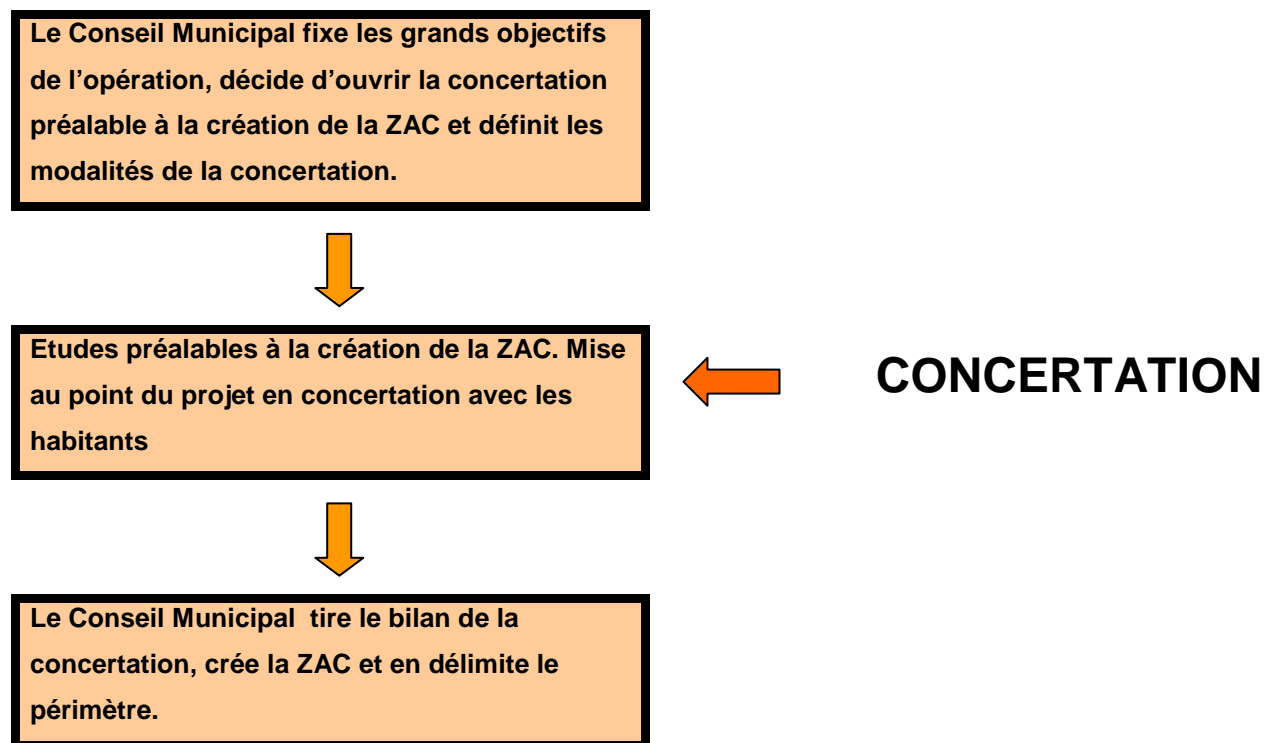 Le Conseil Municipal fixe les grands objectifs
de l’opération, décide d’ouvrir la concertation
préalable à la création de la ZAC et définit les
modalités de la concertation.
Etudes préalables à la création de la ZAC. Mise
au point du projet en concertation avec les
habitants
CONCERTATION
Le Conseil Municipal  tire le bilan de la
concertation, crée la ZAC et en délimite le
périmètre.